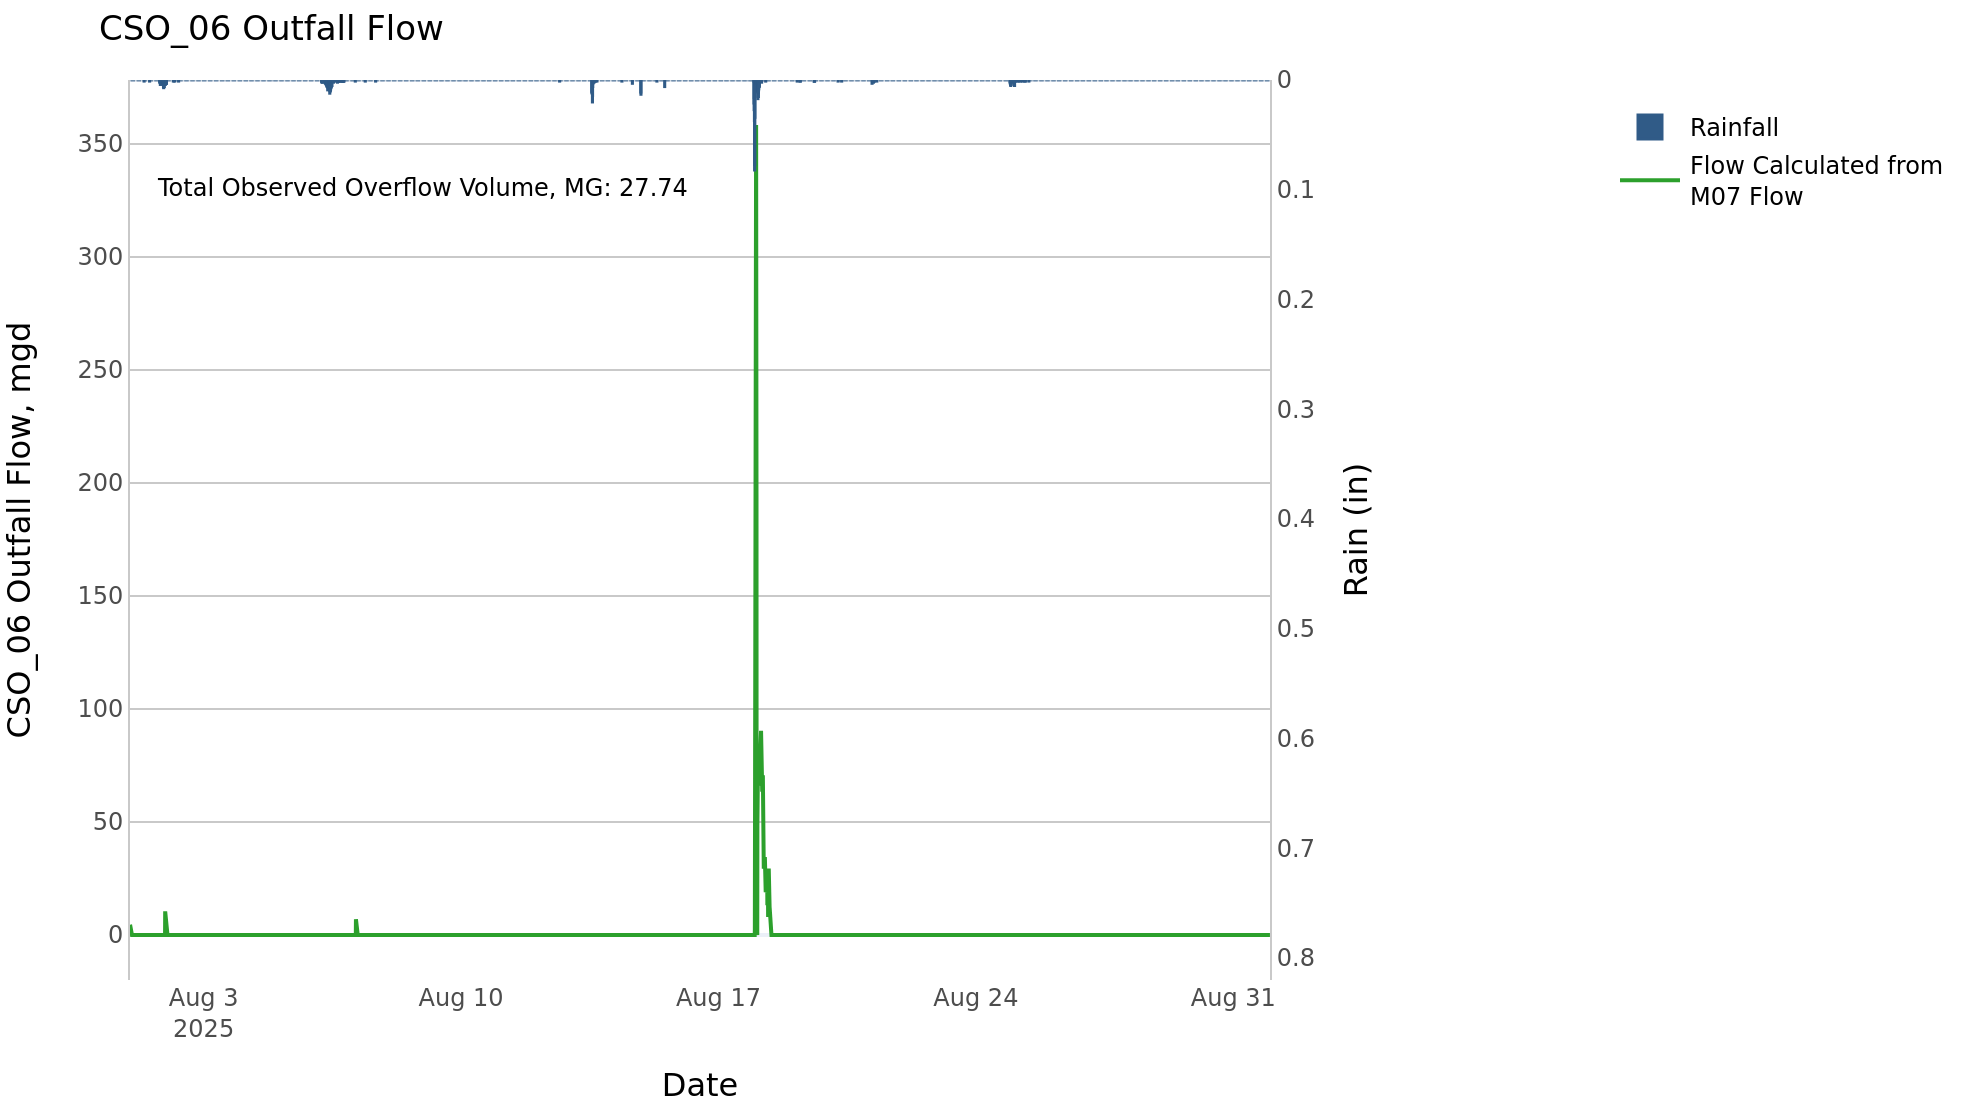 CSO_06 Outfall Flow
Total Observed Overflow Volume, MG: 27.74
CSO_06 Outfall Flow, mgd
350
300
250
200
150
100
50
0
0
0.1
0.2
0.3
0.4
0.5
0.6
0.7
0.8
Rain (in)
Aug 3
2025
Aug 10
Aug 17
Aug 24
Aug 31
Date
Rainfall
Flow Calculated from
M07 Flow